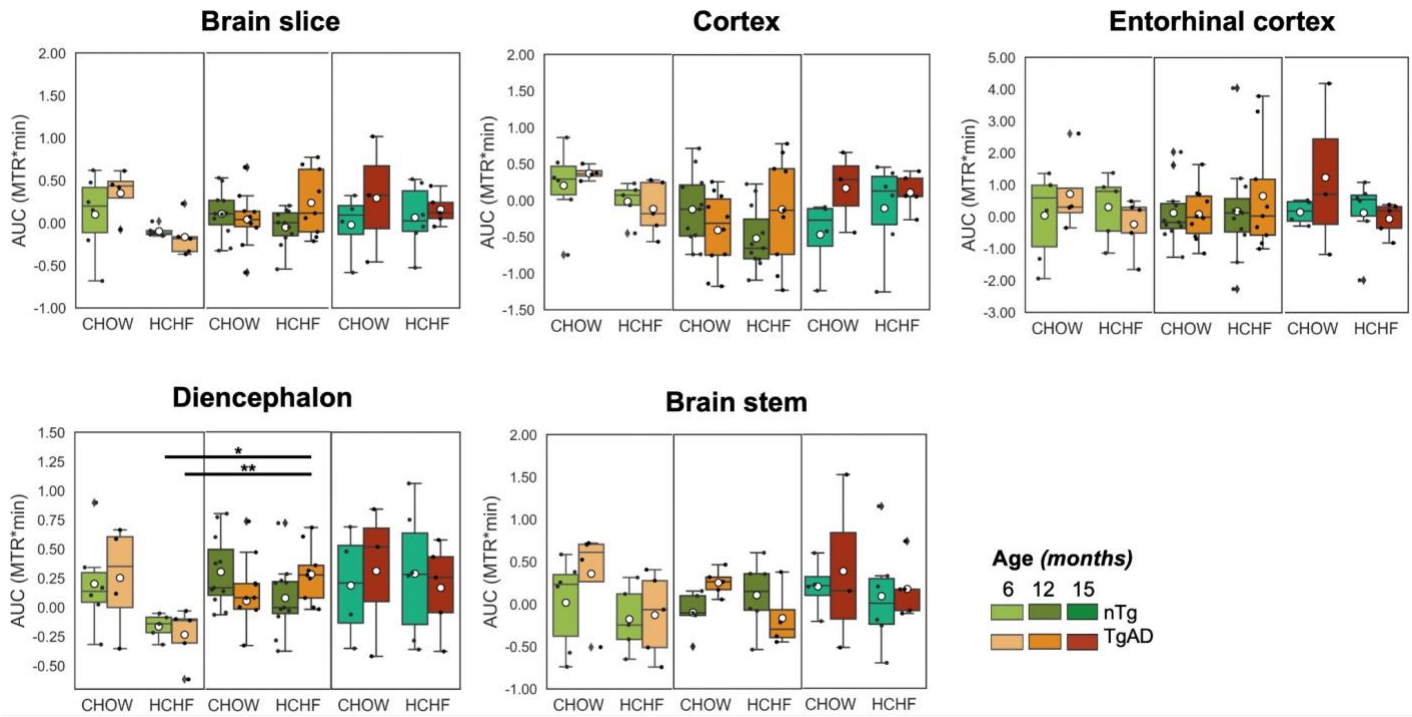 Brain slice
AUC (MTR*min)
2.00
1.50
1.00
0.50
0.00
-0.50
-1.00
CHOW HCHF CHOW HCHF CHOW HCHF
Cortex
AUC (MTR*min)
2.00
1.50
1.00
0.50
0.00
-0.50
-1.00
-1.50
CHOW HCHF CHOW HCHF CHOW HCHF
Entorhinal cortex
AUC (MTR*min)
5.00
4.00
3.00
2.00
1.00
0.00
-1.00
-2.00
-3.00
CHOW HCHF CHOW HCHF CHOW HCHF
Diencephalon
AUC (MTR*min)
1.50
1.25
1.00
0.75
0.50
0.25
0.00
-0.25
-0.50
*
**
CHOW HCHF CHOW HCHF CHOW HCHF
Brain stem
AUC (MTR*min)
2.00
1.50
1.00
0.50
0.00
-0.50
-1.00
CHOW HCHF CHOW HCHF CHOW HCHF
Age (months)
6 12 15
nTg
TgAD